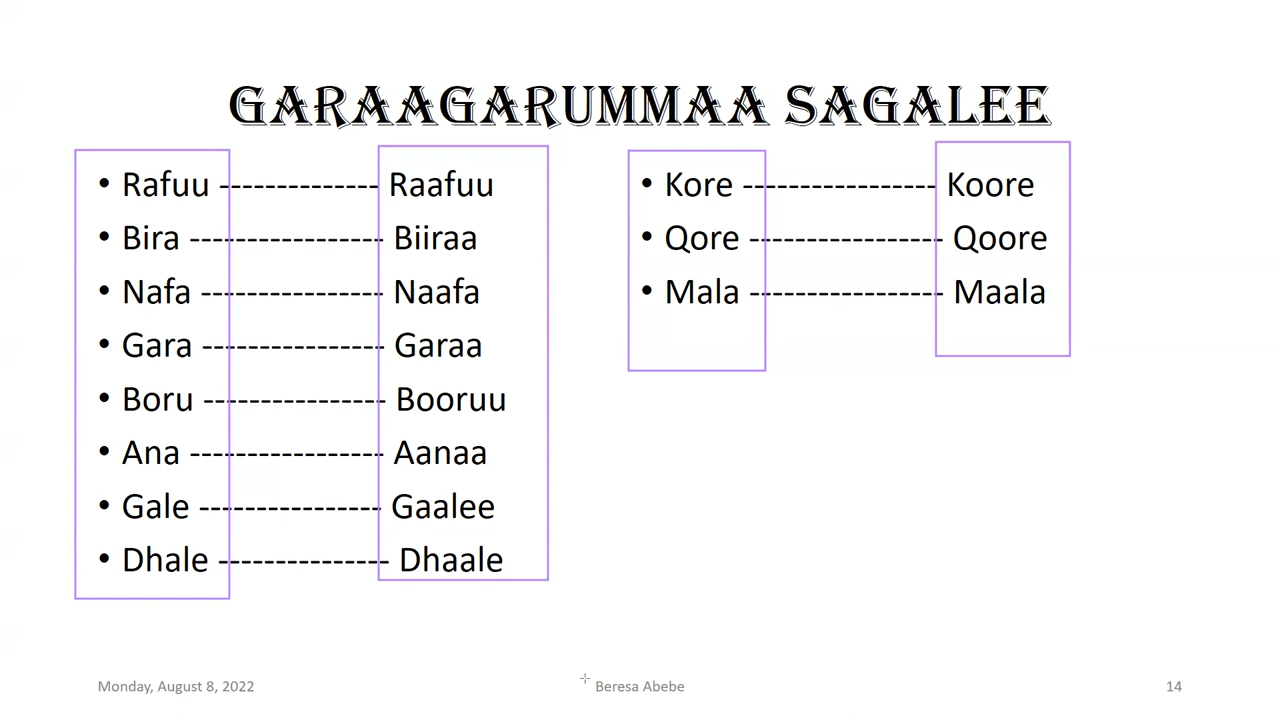 GARAAGARUMMAA SAGALEE
• Rafuu -------------- Raafuu
• Bira ----------------- Biiraa
• Nafa ---------------- Naafa
• Gara ---------------- Garaa
• Boru ---------------- Booruu
• Ana ----------------- Aanaa
• Gale ---------------- Gaalee
• Dhale --------------- Dhaale
• Kore ----------------- Koore
• Qore ----------------- Qoore
• Mala ----------------- Maala
Monday, August 8, 2022
Beresa Abebe
14